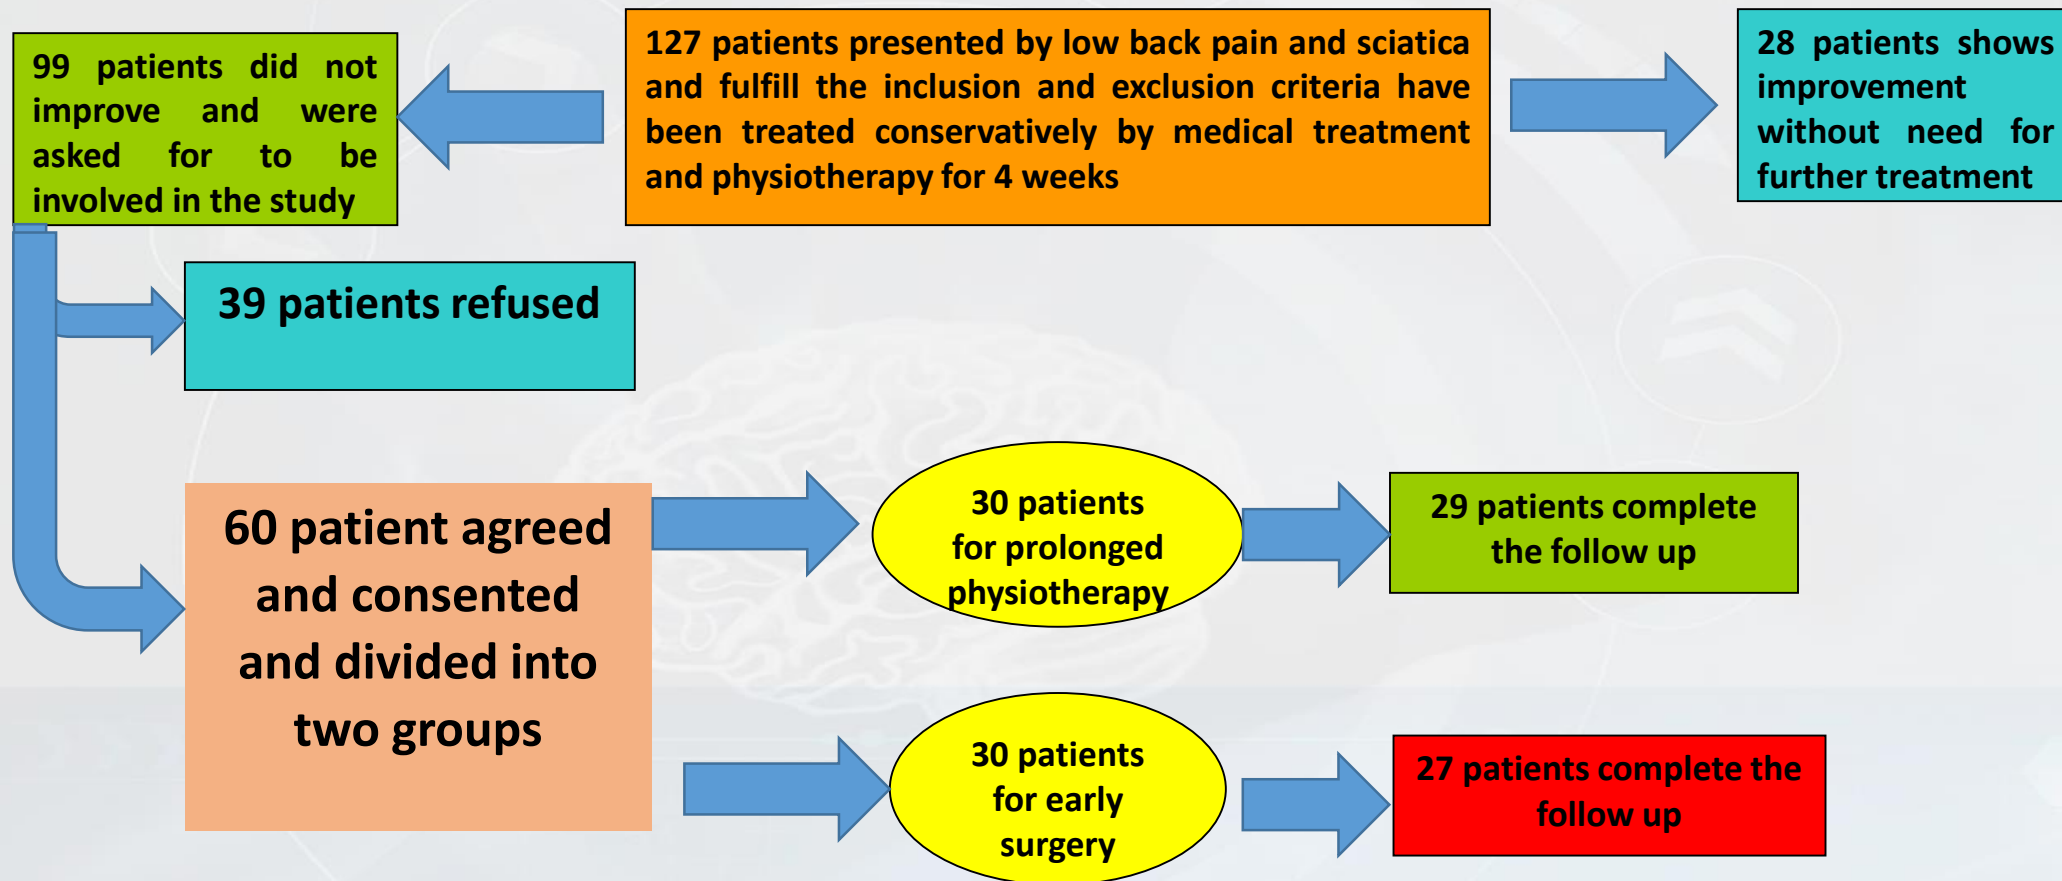 99 patients did not
improve and were
asked for to be
involved in the study
127 patients presented by low back pain and sciatica
and fulfill the inclusion and exclusion criteria have
been treated conservatively by medical treatment
and physiotherapy for 4 weeks
28 patients shows
improvement
without need for
further treatment
39 patients refused
60 patient agreed
and consented
and divided into
two groups
30 patients
for prolonged
physiotherapy
29 patients complete
the follow up
30 patients
for early
surgery
27 patients complete the
follow up